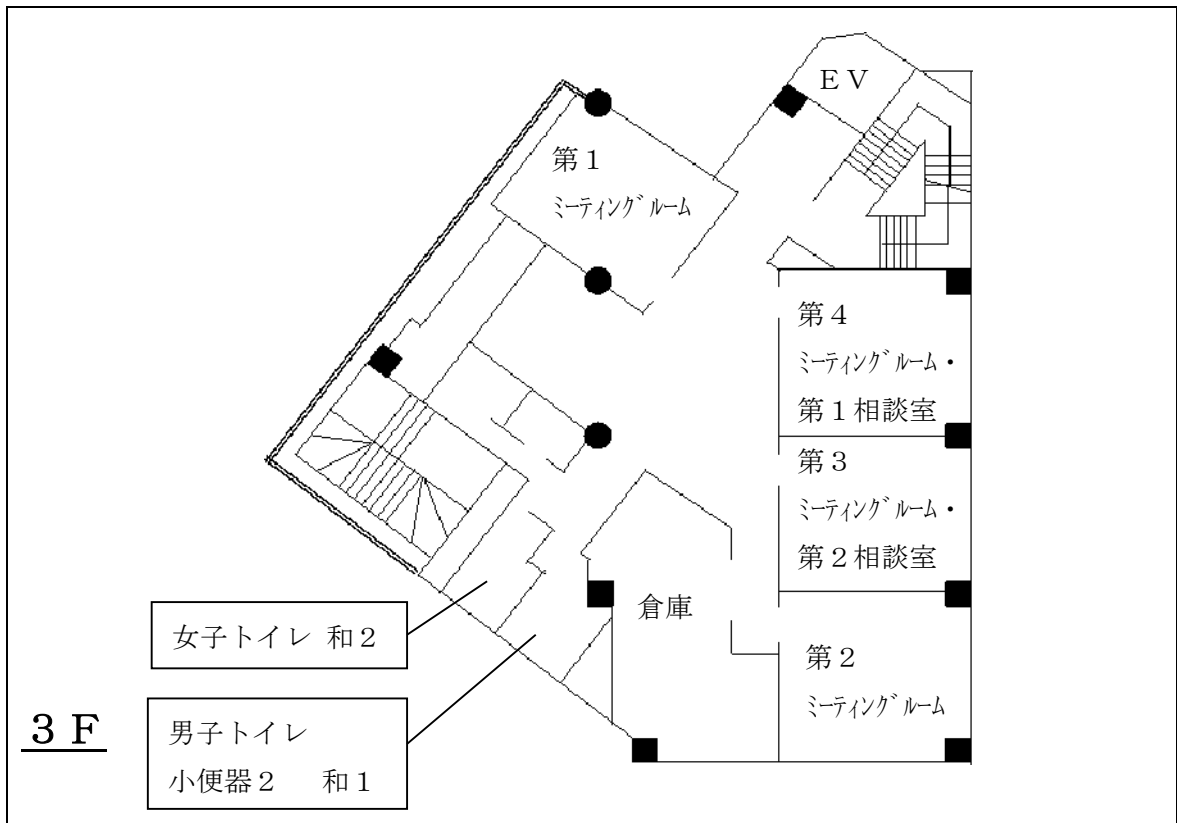 ＥＶ
第１
ﾐｰﾃｨﾝｸﾞﾙｰﾑ
第４
ﾐｰﾃｨﾝｸﾞﾙｰﾑ・
第１相談室
第３
ﾐｰﾃｨﾝｸﾞﾙｰﾑ・
第２相談室
倉庫
第２
ﾐｰﾃｨﾝｸﾞﾙｰﾑ
女子トイレ 和２
男子トイレ
小便器２　和１
３Ｆ